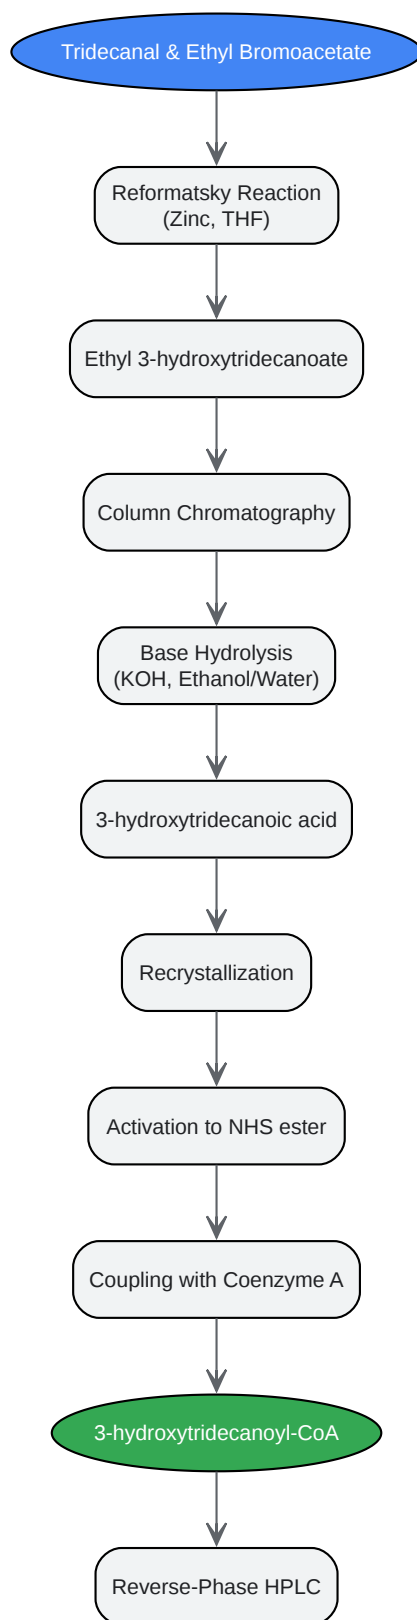 Tridecanal & Ethyl Bromoacetate
Reformatsky Reaction
(Zinc, THF)
Ethyl 3-hydroxytridecanoate
Column Chromatography
Base Hydrolysis
(KOH, Ethanol/Water)
3-hydroxytridecanoic acid
Recrystallization
Activation to NHS ester
Coupling with Coenzyme A
3-hydroxytridecanoyl-CoA
Reverse-Phase HPLC